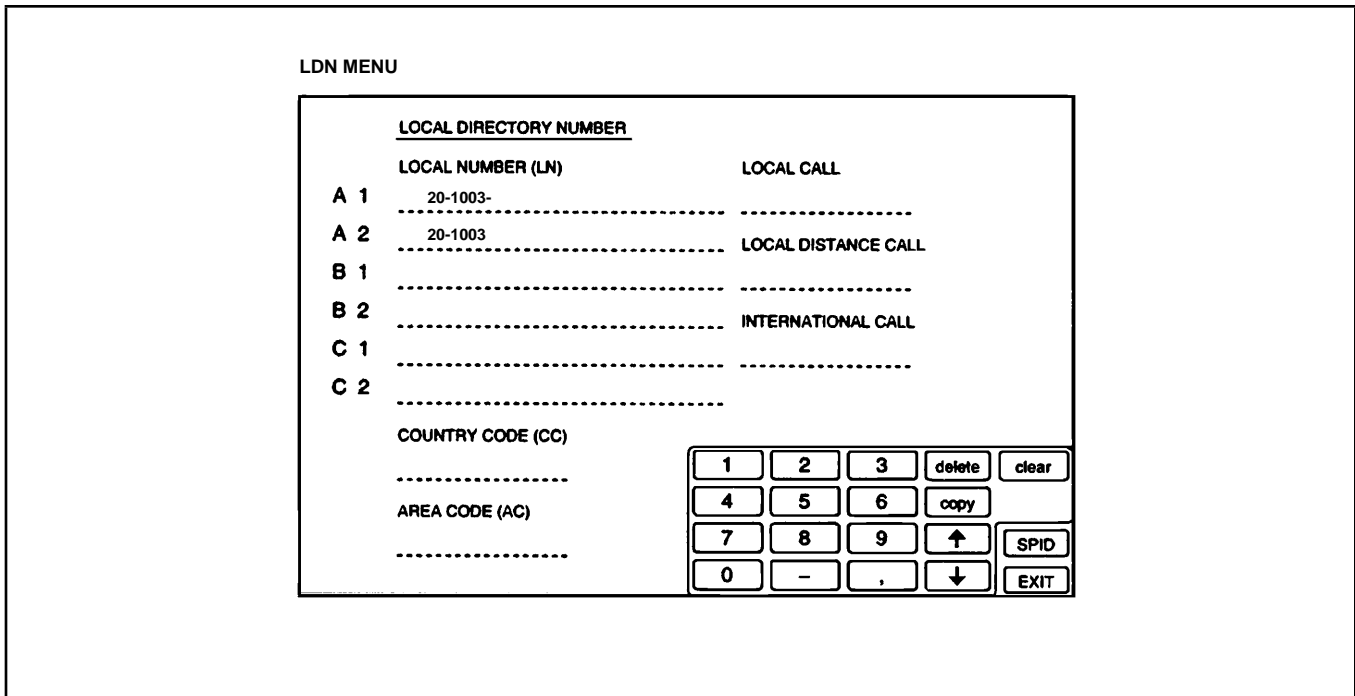 LDN MENU
LOCAL DIRECTORY NUMBER
LOCAL NUMBER (LN) LOCAL CALL
A 1 20-1003-
A 2 20-1003 LOCAL DISTANCE CALL
B 1
B 2 INTERNATIONAL CALL
C 1
C 2
COUNTRY CODE (CC)
1 2 3 delete clear
4 5 6 copy
AREA CODE (AC)
7 8 9 ↑ SPID
0 – , ↓ EXIT